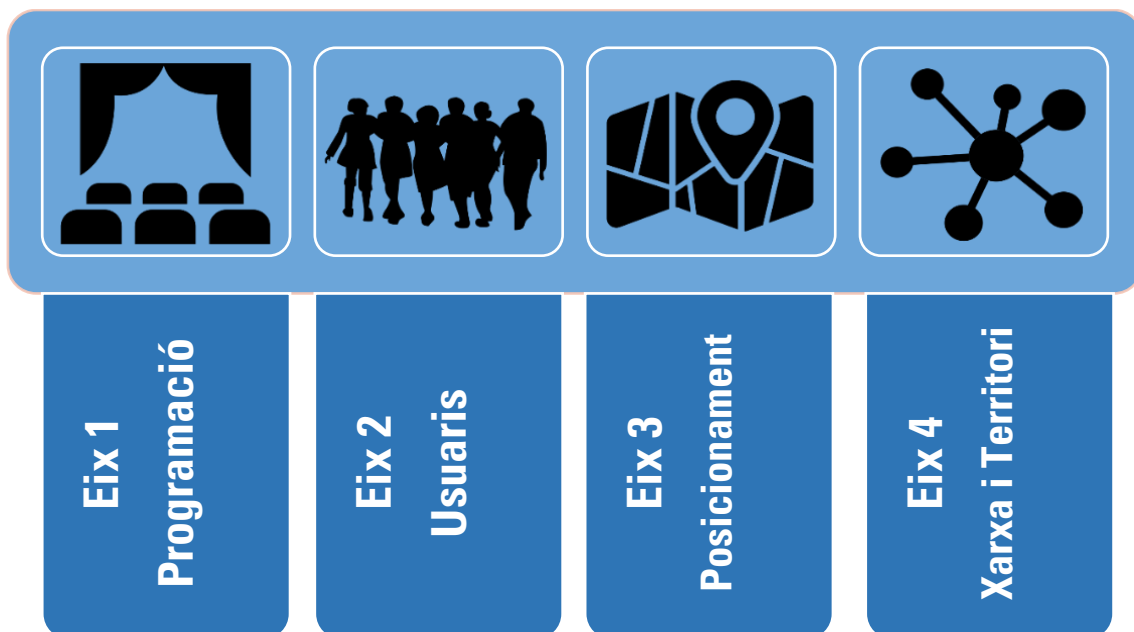 Eix 1
Programació
Eix 2
Usuaris
Eix 3
Posicionament
Eix 4
Xarxa i Territori